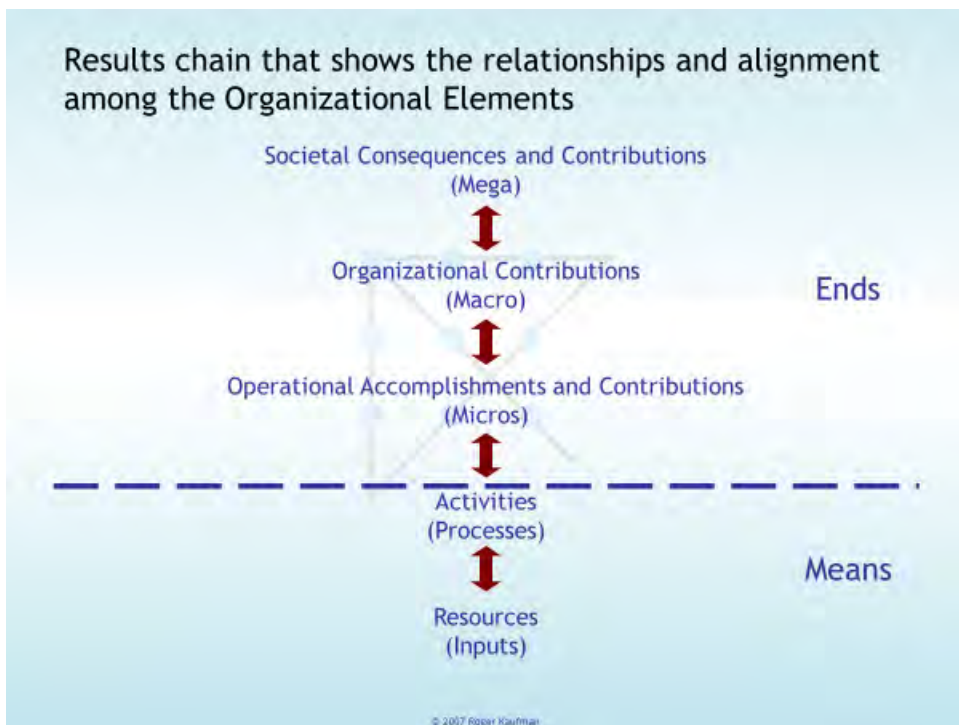 Results chain that shows the relationships and alignment
among the Organizational Elements
Societal Consequences and Contributions
(Mega)
Organizational Contributions
(Macro)
Ends
Operational Accomplishments and Contributions
(Micros)
Activities
(Processes)
Means
Resources
(Inputs)
© 2007 Roger Kaufman